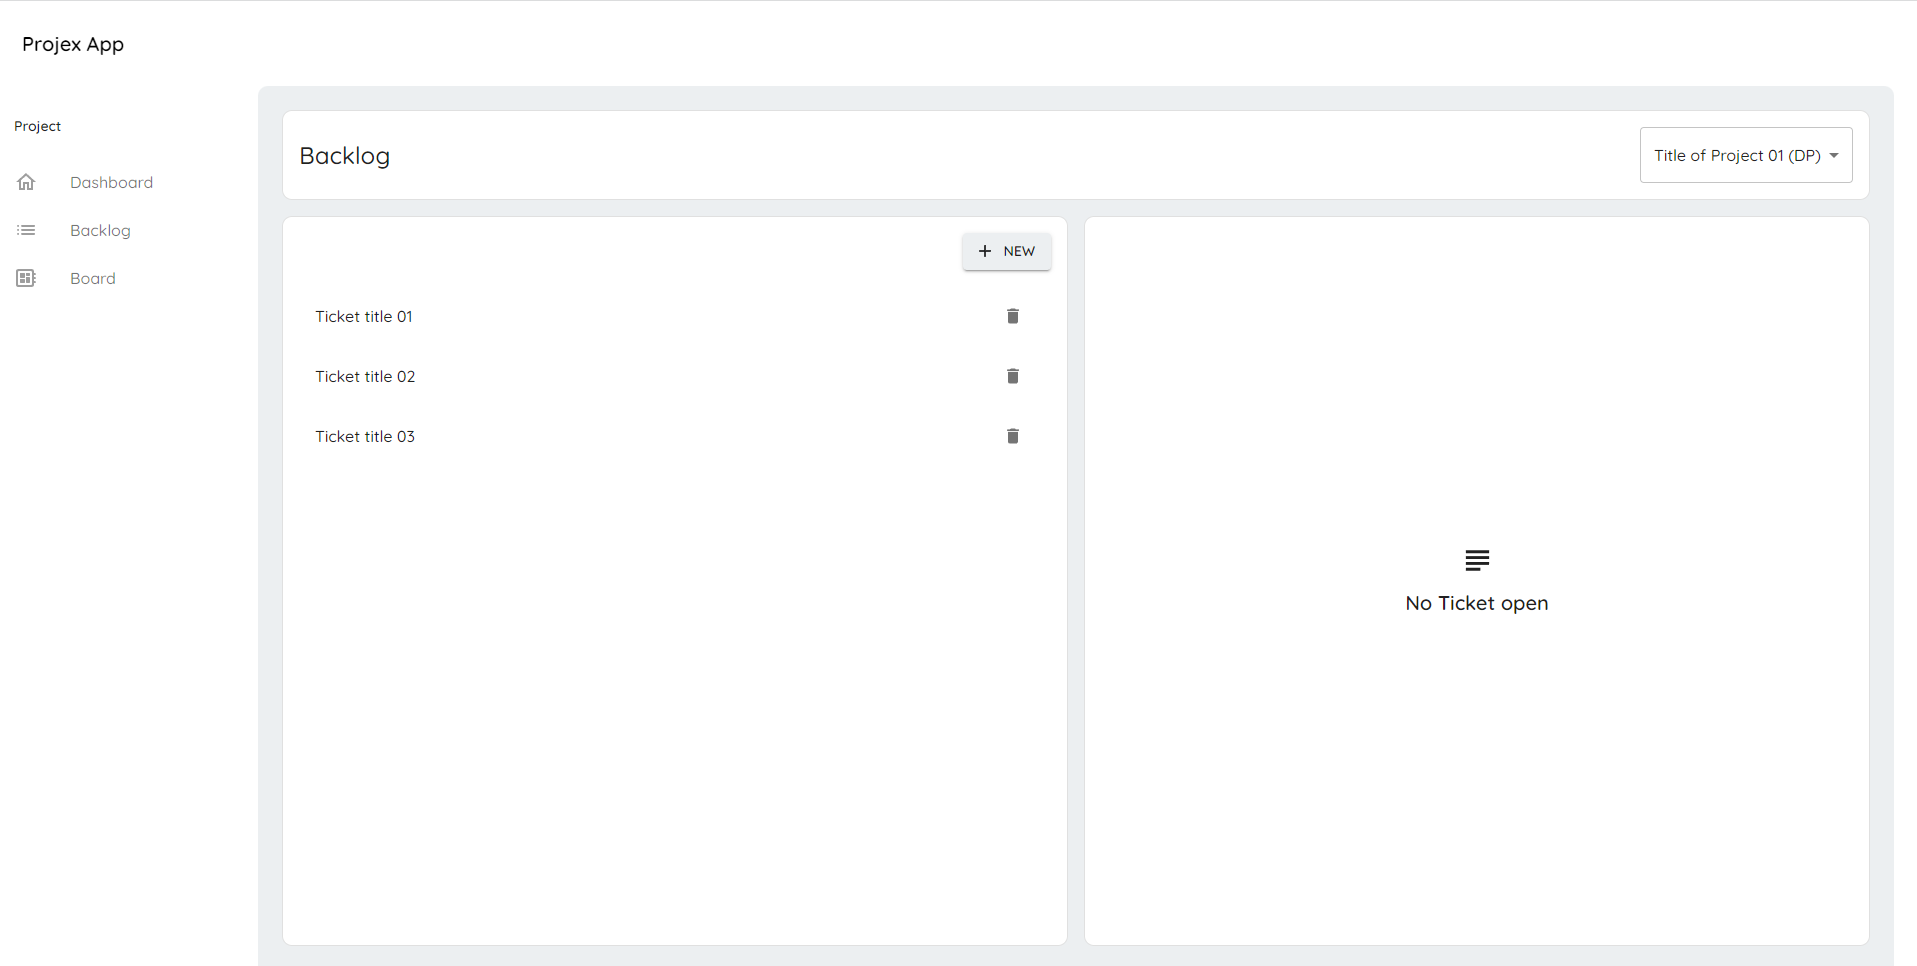 Projex App
Project
Dashboard
Backlog
Board
Backlog
Title of Project 01 (DP)
NEW
Ticket title 01
Ticket title 02
Ticket title 03
No Ticket open